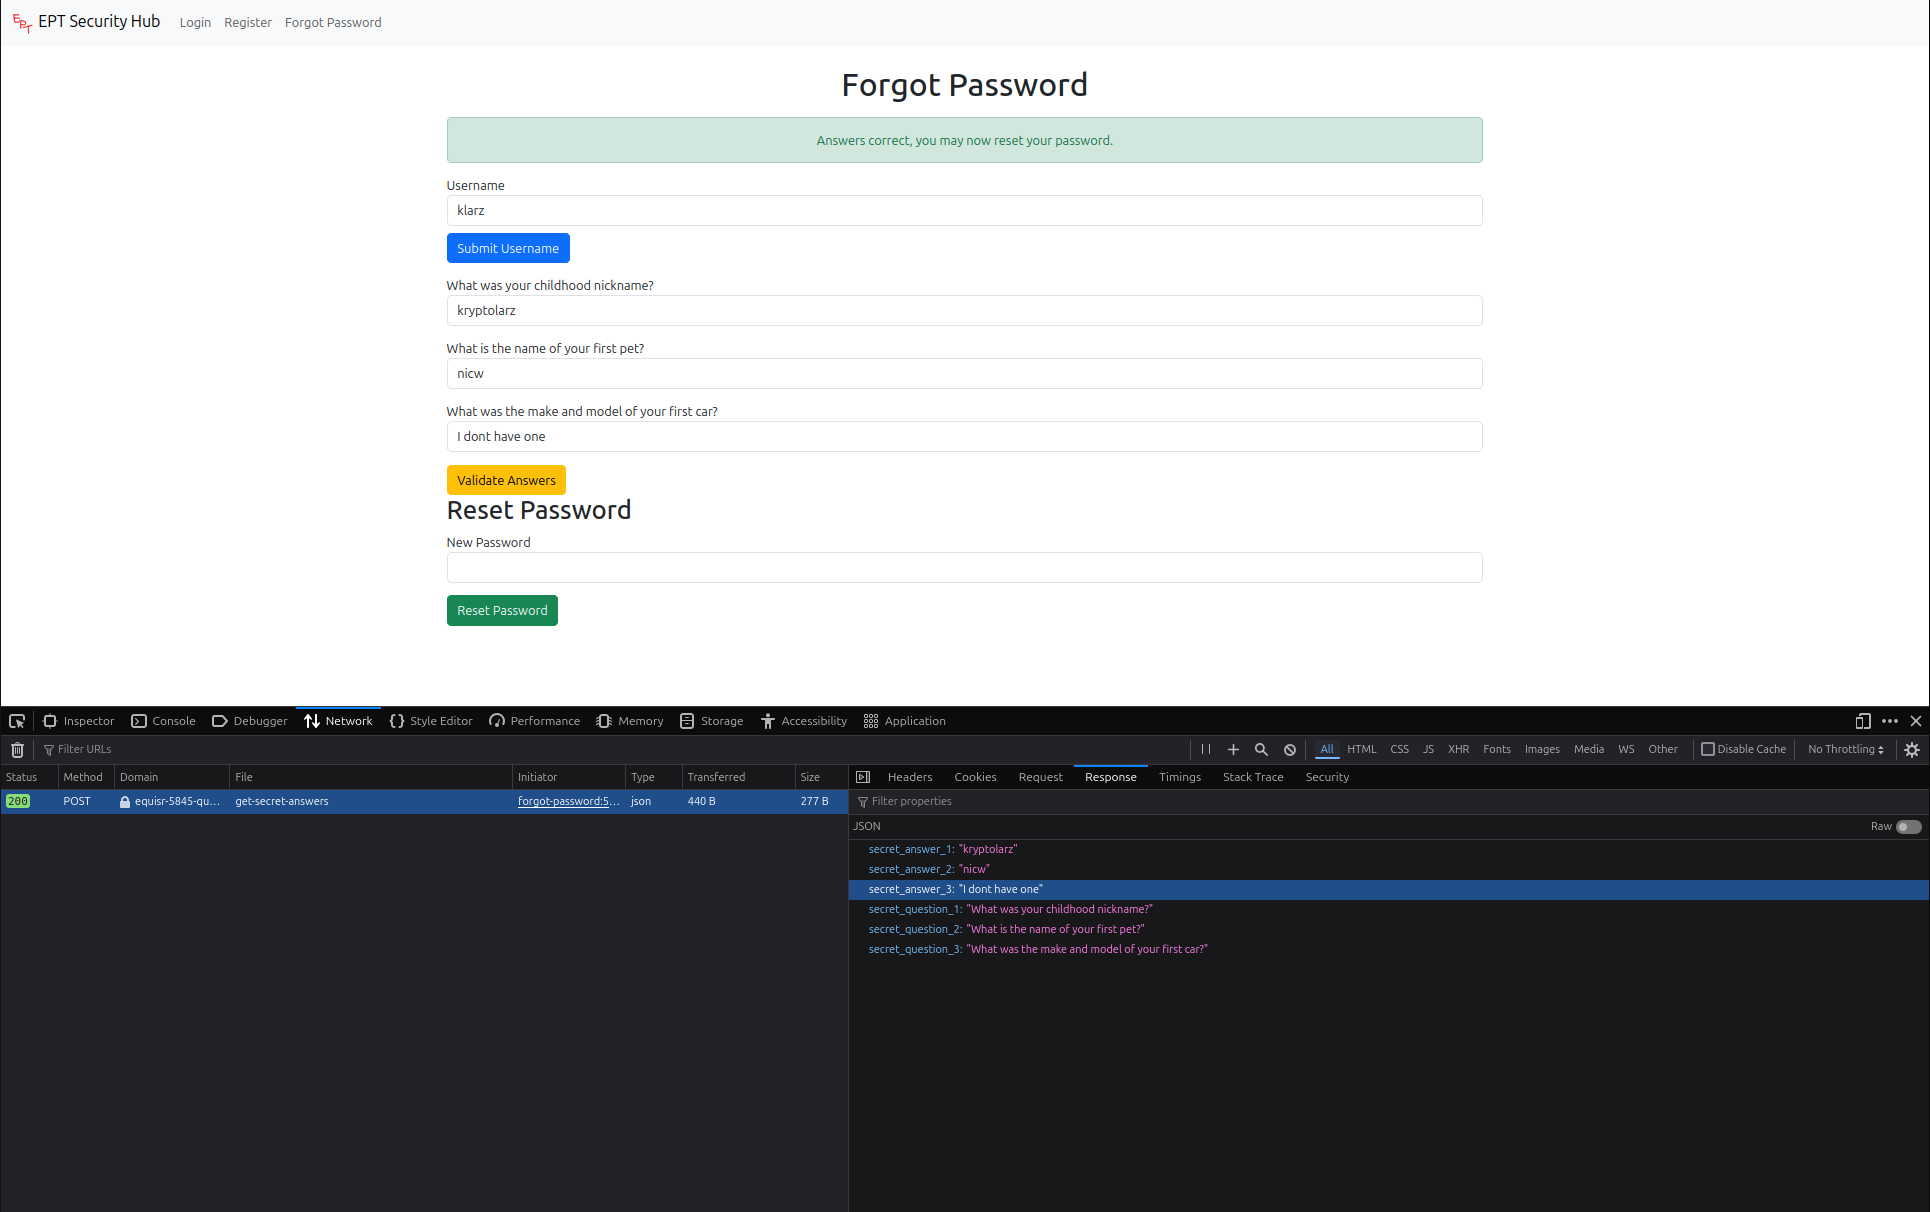 EPT EPT Security Hub Login Register Forgot Password
Forgot Password
Answers correct, you may now reset your password.
Username
klarz
Submit Username
What was your childhood nickname?
kryptolarz
What is the name of your first pet?
nicw
What was the make and model of your first car?
I dont have one
Validate Answers
Reset Password
New Password
Reset Password
Inspector Console Debugger Network Style Editor Performance Memory Storage Accessibility Application
Filter URLs All HTML CSS JS XHR Fonts Images Media WS Other Disable Cache No Throttling
Status Method Domain File Initiator Type Transferred Size
200 POST equisr-5845-qu... get-secret-answers forgot-password:5... json 440 B 277 B
Headers Cookies Request Response Timings Stack Trace Security
Filter properties
JSON Raw
secret_answer_1: "kryptolarz"
secret_answer_2: "nicw"
secret_answer_3: "I dont have one"
secret_question_1: "What was your childhood nickname?"
secret_question_2: "What is the name of your first pet?"
secret_question_3: "What was the make and model of your first car?"